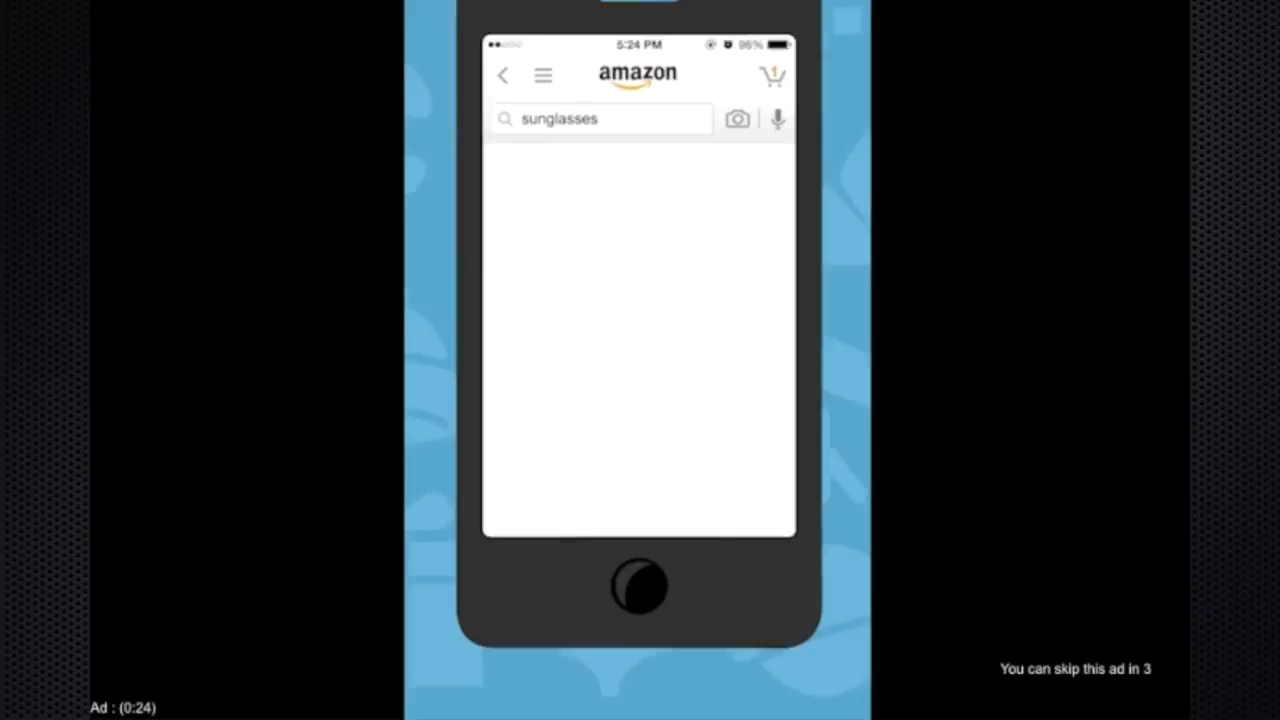 5:24 PM
96%
amazon
1
sunglasses
You can skip this ad in 3
Ad : (0:24)